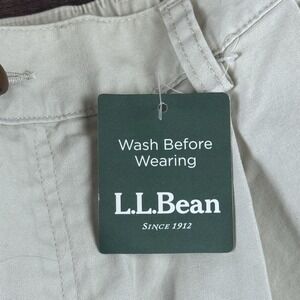 Wash Before
Wearing
L.L.Bean
SINCE 1912